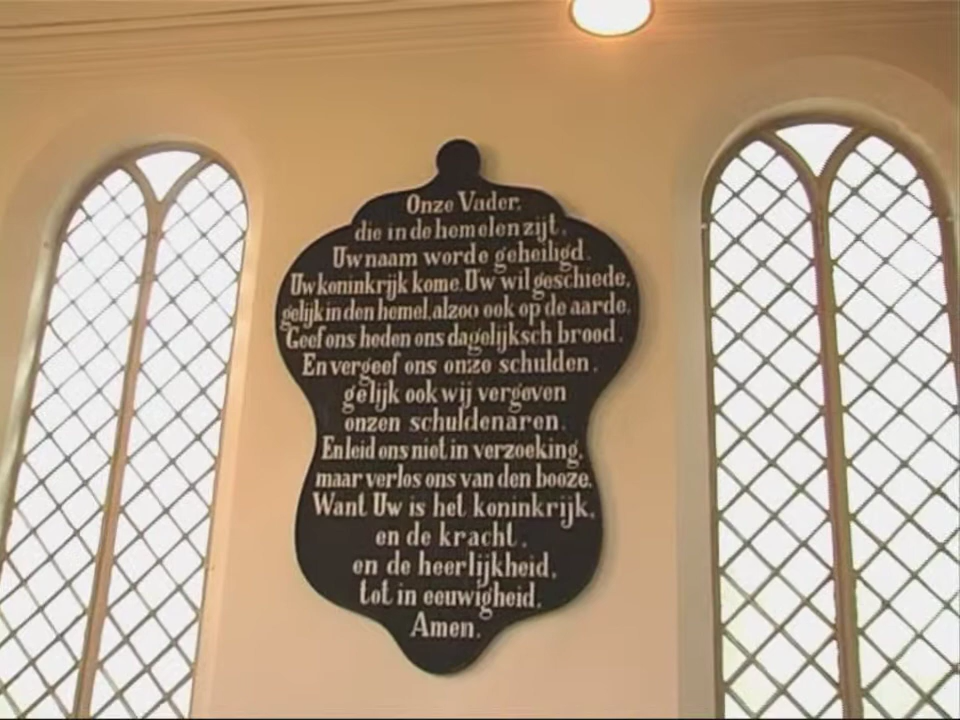 Onze Vader,
die in de hemelen zijt,
Uw naam worde geheiligd.
Uw koninkrijk kome. Uw wil geschiede,
gelijk in den hemel, alzoo ook op de aarde.
Geef ons heden ons dagelijksch brood.
En vergeef ons onze schulden,
gelijk ook wij vergeven
onzen schuldenaren.
En leid ons niet in verzoeking,
maar verlos ons van den booze.
Want Uw is het koninkrijk,
en de kracht,
en de heerlijkheid,
tot in eeuwigheid,
Amen.